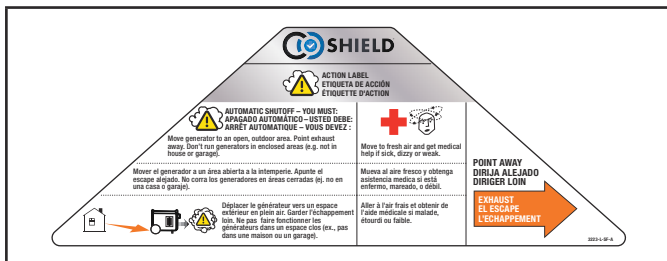 CO SHIELD
ACTION LABEL
ETIQUETA DE ACCIÓN
ÉTIQUETTE D'ACTION
AUTOMATIC SHUTOFF – YOU MUST:
APAGADO AUTOMÁTICO – USTED DEBE:
ARRÊT AUTOMATIQUE – VOUS DEVEZ :
Move generator to an open, outdoor area. Point exhaust
away. Don't run generators in enclosed areas (e.g. not in
house or garage).
Move to fresh air and get medical
help if sick, dizzy or weak.
Mover el generador a un área abierta a la intemperie. Apunte el
escape alejado. No corra los generadores en áreas cerradas (ej. no en
una casa o garaje).
Mueva al aire fresco y obtenga
asistencia medica si está
enfermo, mareado, o débil.
Déplacer le générateur vers un espace
extérieur en plein air. Garder l'échappement
loin. Ne pas faire fonctionner les
générateurs dans un espace clos (ex., pas
dans une maison ou un garage).
Aller à l'air frais et obtenir de
l'aide médicale si malade,
étourdi ou faible.
POINT AWAY
DIRIJA ALEJADO
DIRIGER LOIN
EXHAUST
EL ESCAPE
L'ECHAPPEMENT
3223-L-SF-A